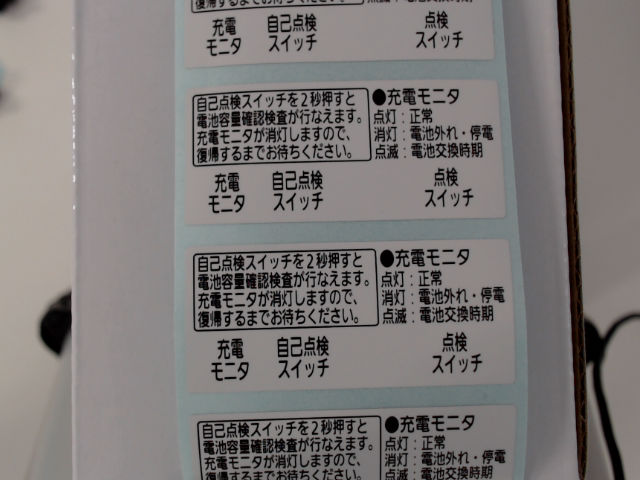 復帰するまでお待ちください。
充電 自己点検 点検
モニタ スイッチ スイッチ
自己点検スイッチを2秒押すと
電池容量確認検査が行なえます。
充電モニタが消灯しますので、
復帰するまでお待ちください。
●充電モニタ
点灯：正常
消灯：電池外れ・停電
点滅：電池交換時期
充電 自己点検 点検
モニタ スイッチ スイッチ
自己点検スイッチを2秒押すと
電池容量確認検査が行なえます。
充電モニタが消灯しますので、
復帰するまでお待ちください。
●充電モニタ
点灯：正常
消灯：電池外れ・停電
点滅：電池交換時期
充電 自己点検 点検
モニタ スイッチ スイッチ
自己点検スイッチを2秒押すと
電池容量確認検査が行なえます。
充電モニタが消灯しますので、
復帰するまでお待ちください。
●充電モニタ
点灯：正常
消灯：電池外れ・停電
点滅：電池交換時期